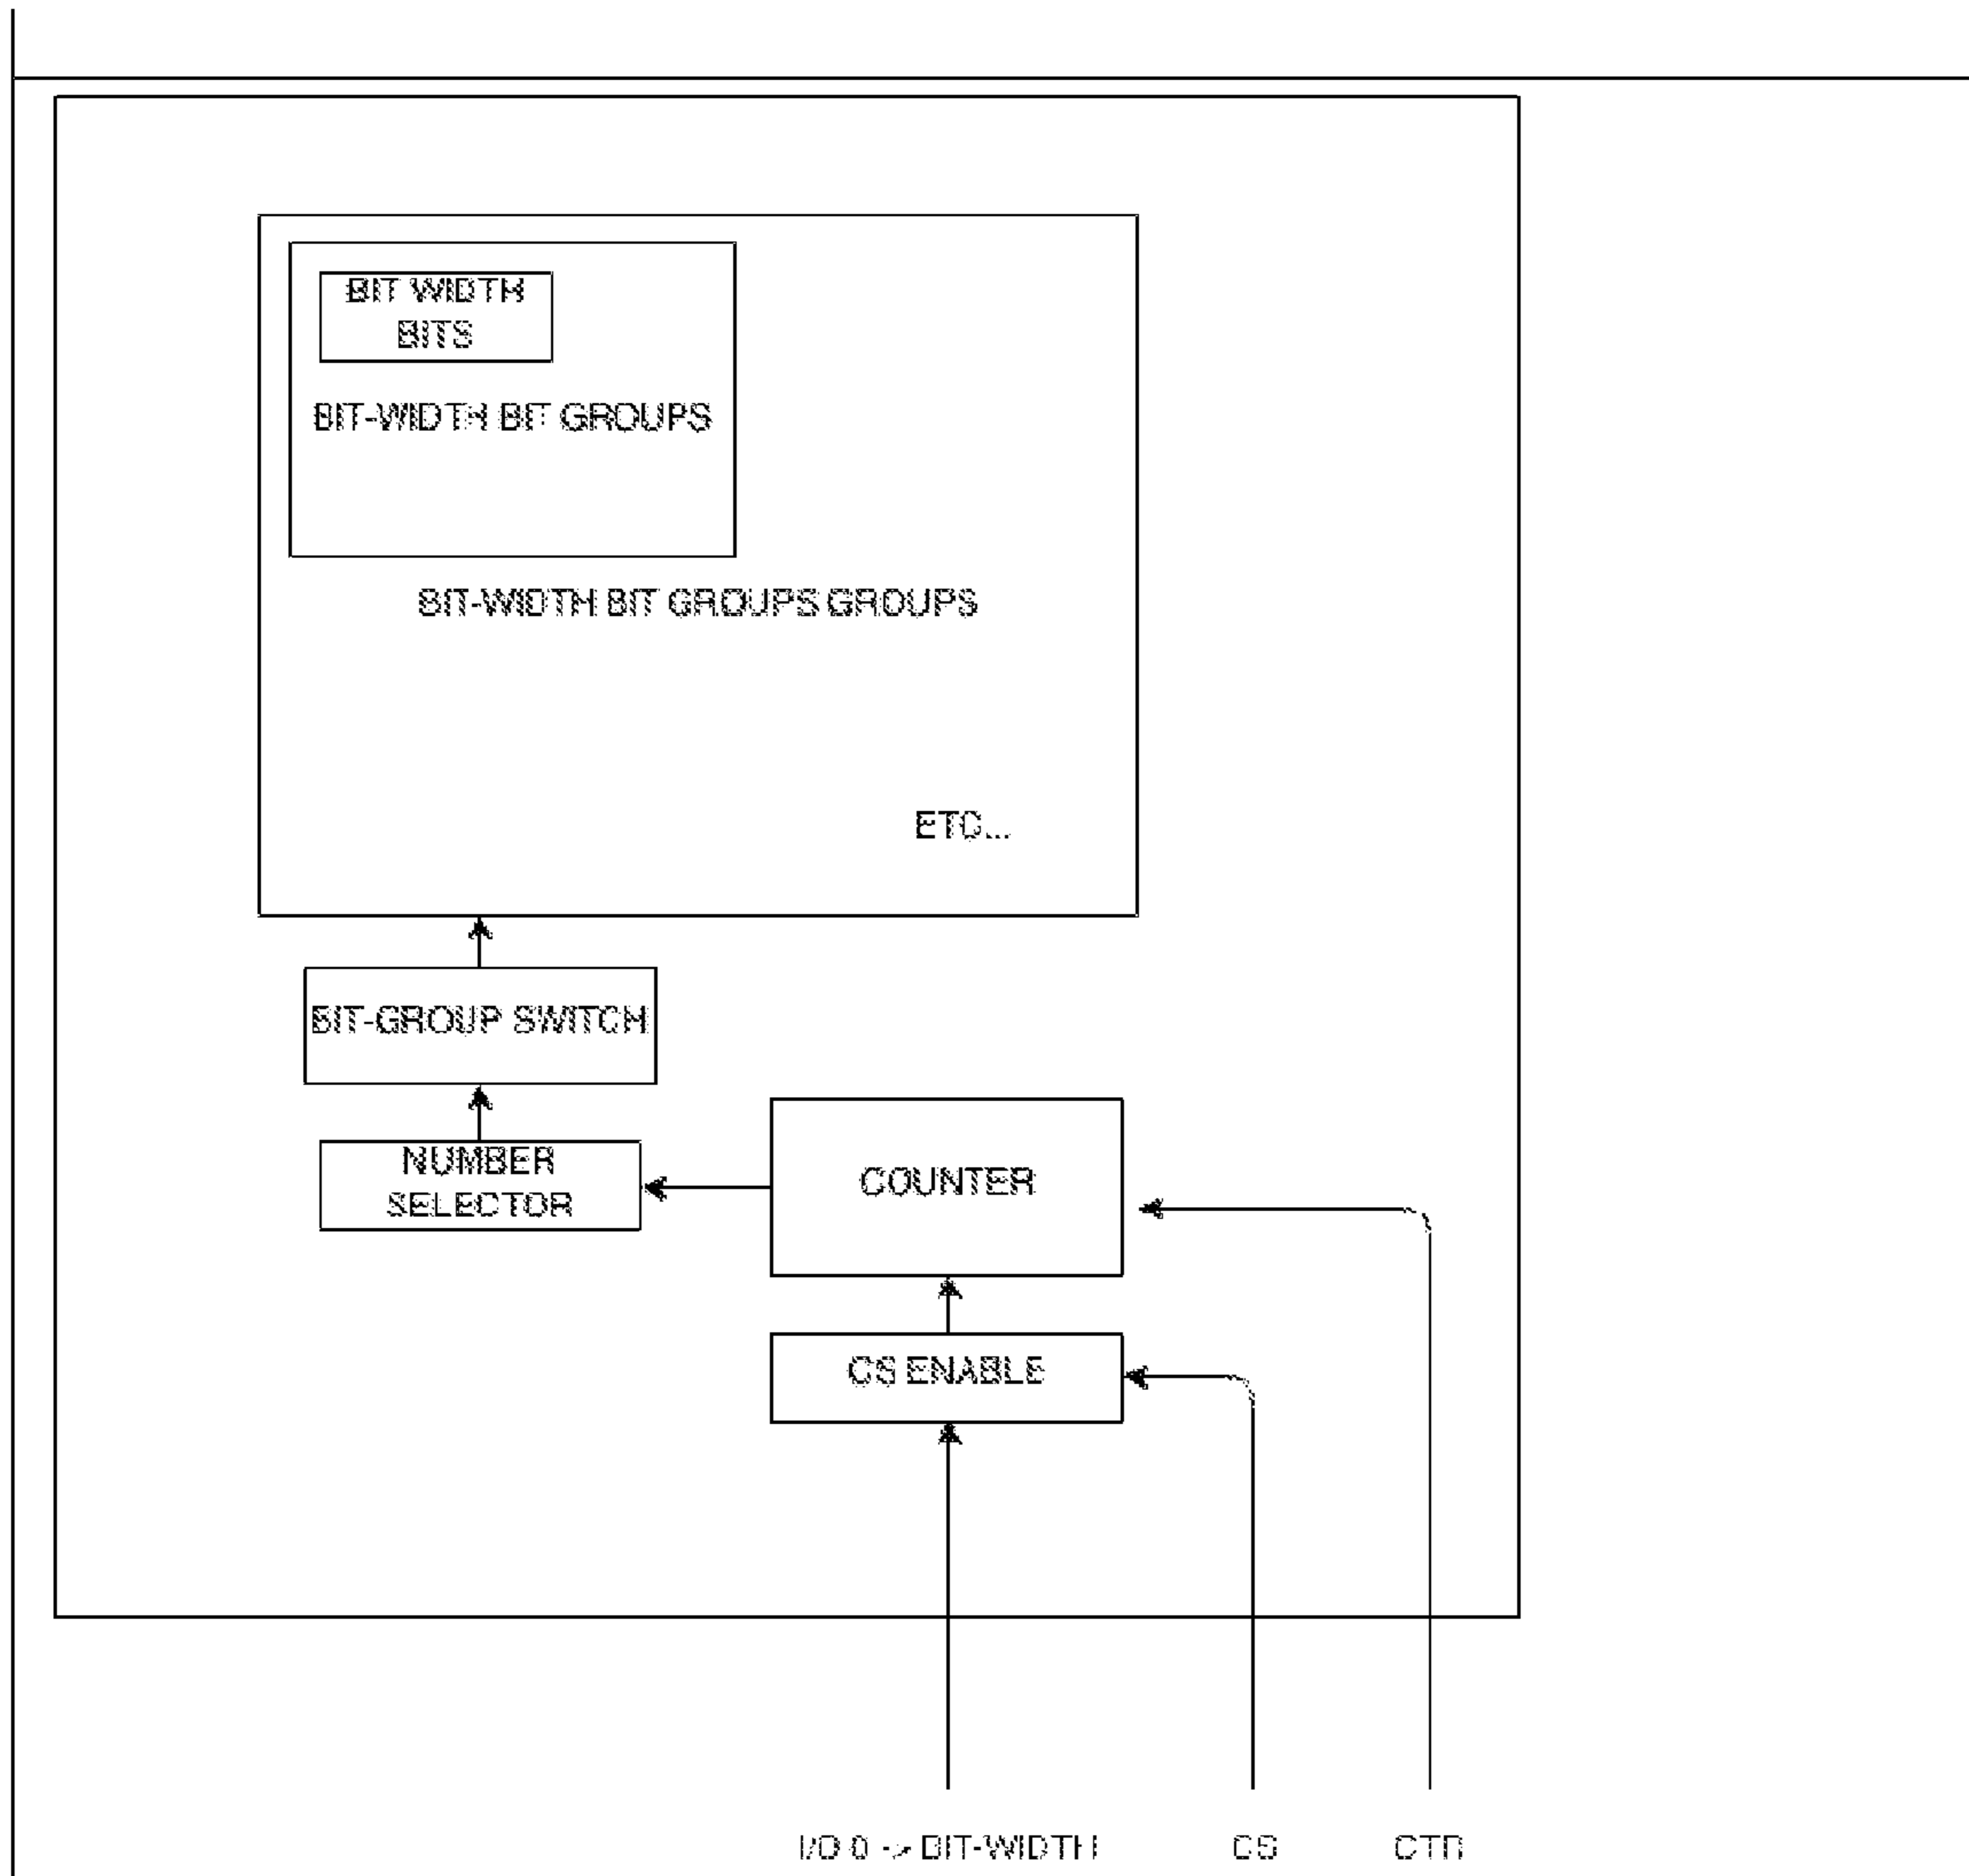 BIT WIDTH
BITS
BIT-WIDTH BIT GROUPS
BIT-WIDTH BIT GROUPS GROUPS
ETC...
BIT-GROUP SWITCH
NUMBER
SELECTOR
COUNTER
CS ENABLE
I/O 0 -> BIT-WIDTH
CS
CTR